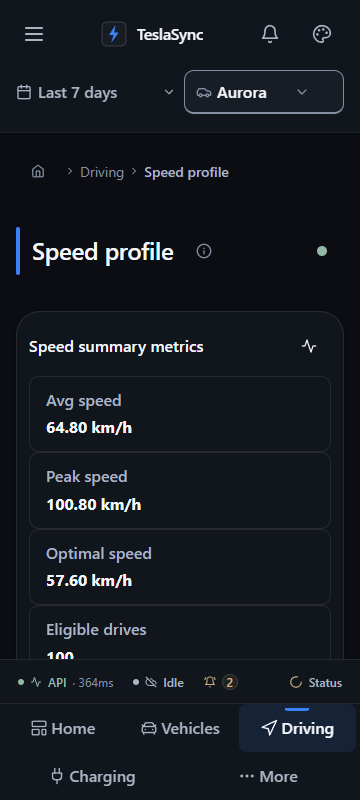 TeslaSync
Last 7 days
Aurora
Driving
Speed profile
Speed profile
Speed summary metrics
Avg speed
64.80 km/h
Peak speed
100.80 km/h
Optimal speed
57.60 km/h
Eligible drives
100
API · 364ms
Idle
2
Status
Home
Vehicles
Driving
Charging
More